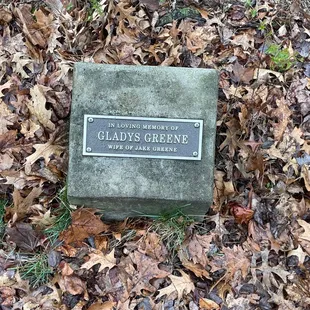 IN LOVING MEMORY OF
GLADYS GREENE
WIFE OF JAKE GREENE